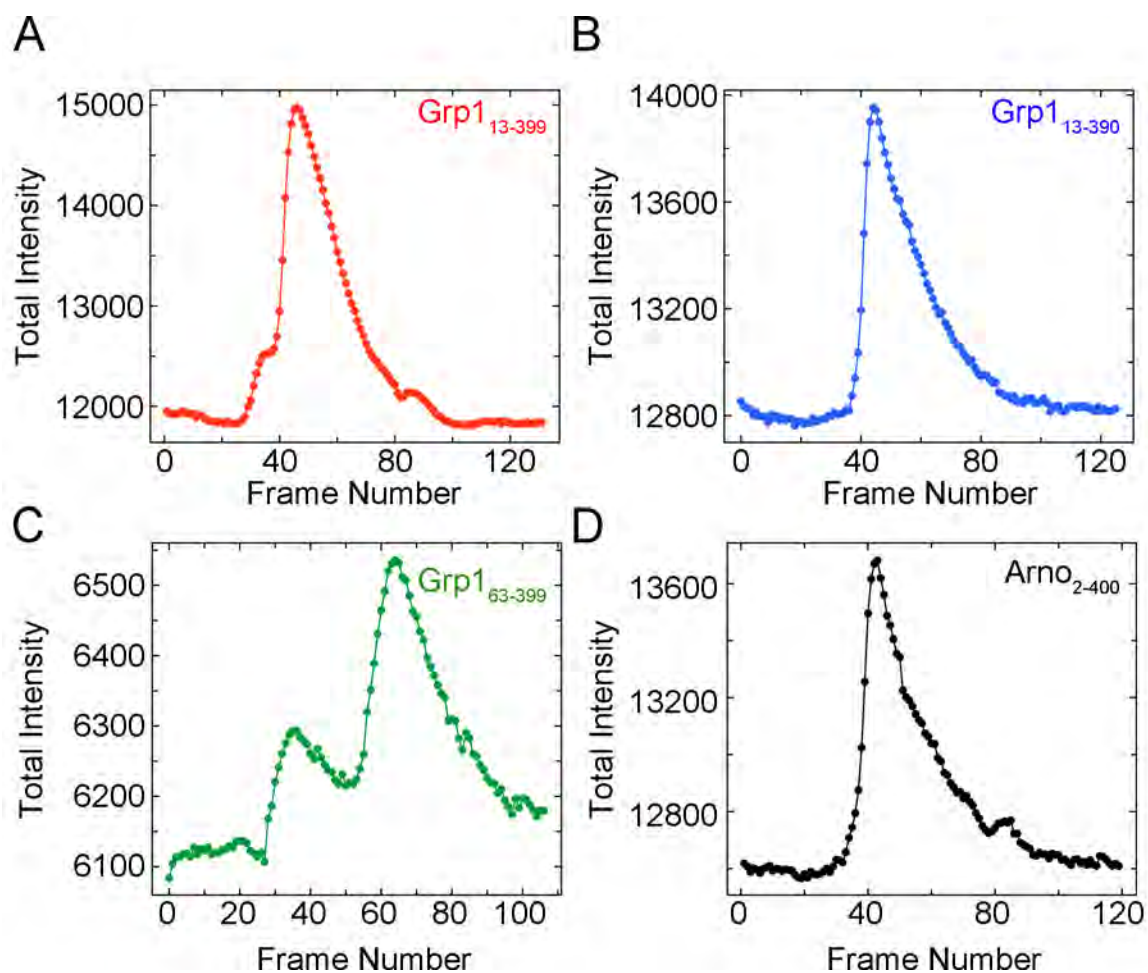 A
Grp1₁₃₋₃₉₉
Total Intensity
15000
14000
13000
12000
0 40 80 120
Frame Number
B
Grp1₁₃₋₃₉₀
Total Intensity
14000
13600
13200
12800
0 40 80 120
Frame Number
C
Grp1₆₃₋₃₉₉
Total Intensity
6500
6400
6300
6200
6100
0 20 40 60 80 100
Frame Number
D
Arno₂₋₄₀₀
Total Intensity
13600
13200
12800
0 40 80 120
Frame Number